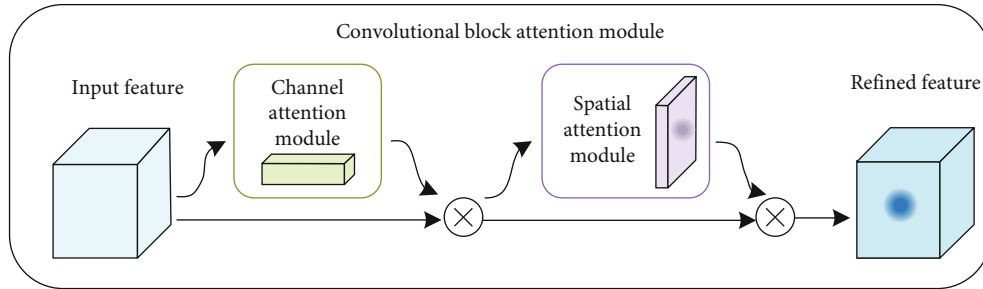 Convolutional block attention module
Input feature
Channel
attention
module
Spatial
attention
module
Refined feature